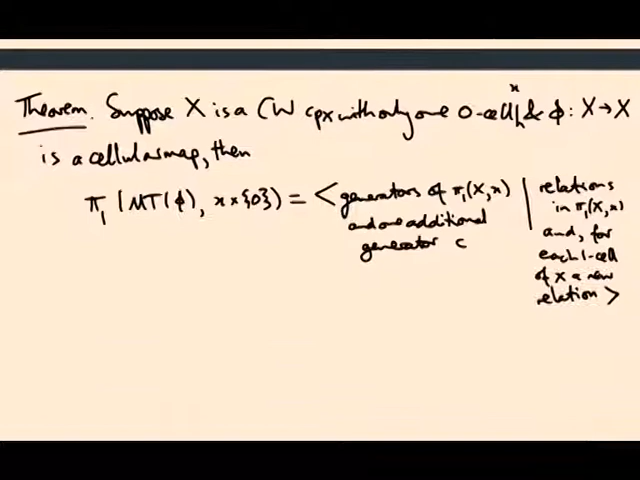 Theorem. Suppose X is a CW cpx with only one 0-cell x & ϕ: X→X
is a cellular map, then
π₁(MT(ϕ), x×{0}) = < generators of π₁(X,x) and one additional generator c | relations in π₁(X,x) and, for each 1-cell of X a new relation >